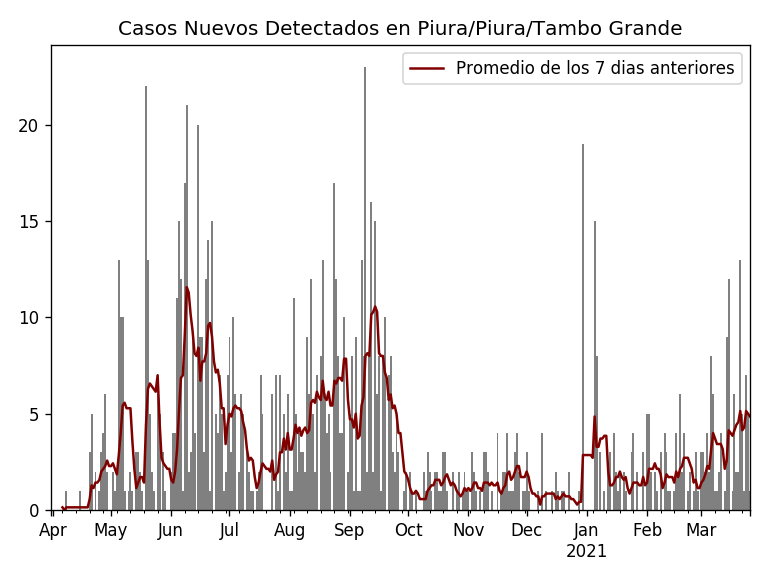 Casos Nuevos Detectados en Piura/Piura/Tambo Grande
Promedio de los 7 dias anteriores
20
15
10
5
0
Apr May Jun Jul Aug Sep Oct Nov Dec Jan Feb Mar
2021